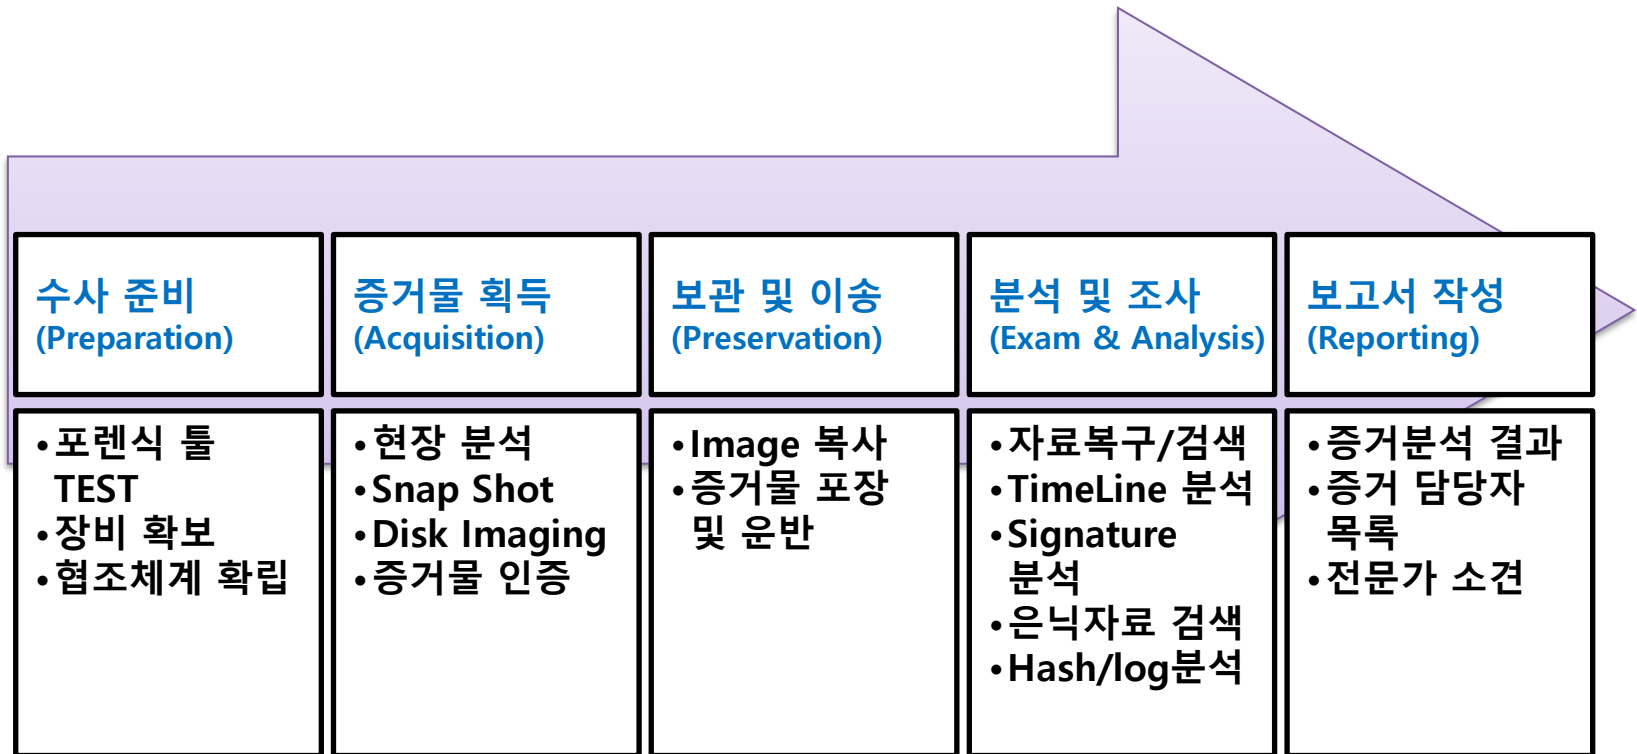 수사 준비
(Preparation)
증거물 획득
(Acquisition)
보관 및 이송
(Preservation)
분석 및 조사
(Exam & Analysis)
보고서 작성
(Reporting)
•포렌식 툴
TEST
•장비 확보
•협조체계 확립
•현장 분석
•Snap Shot
•Disk Imaging
•증거물 인증
•Image 복사
•증거물 포장
및 운반
•자료복구/검색
•TimeLine 분석
•Signature
분석
•은닉자료 검색
•Hash/log분석
•증거분석 결과
•증거 담당자
목록
•전문가 소견